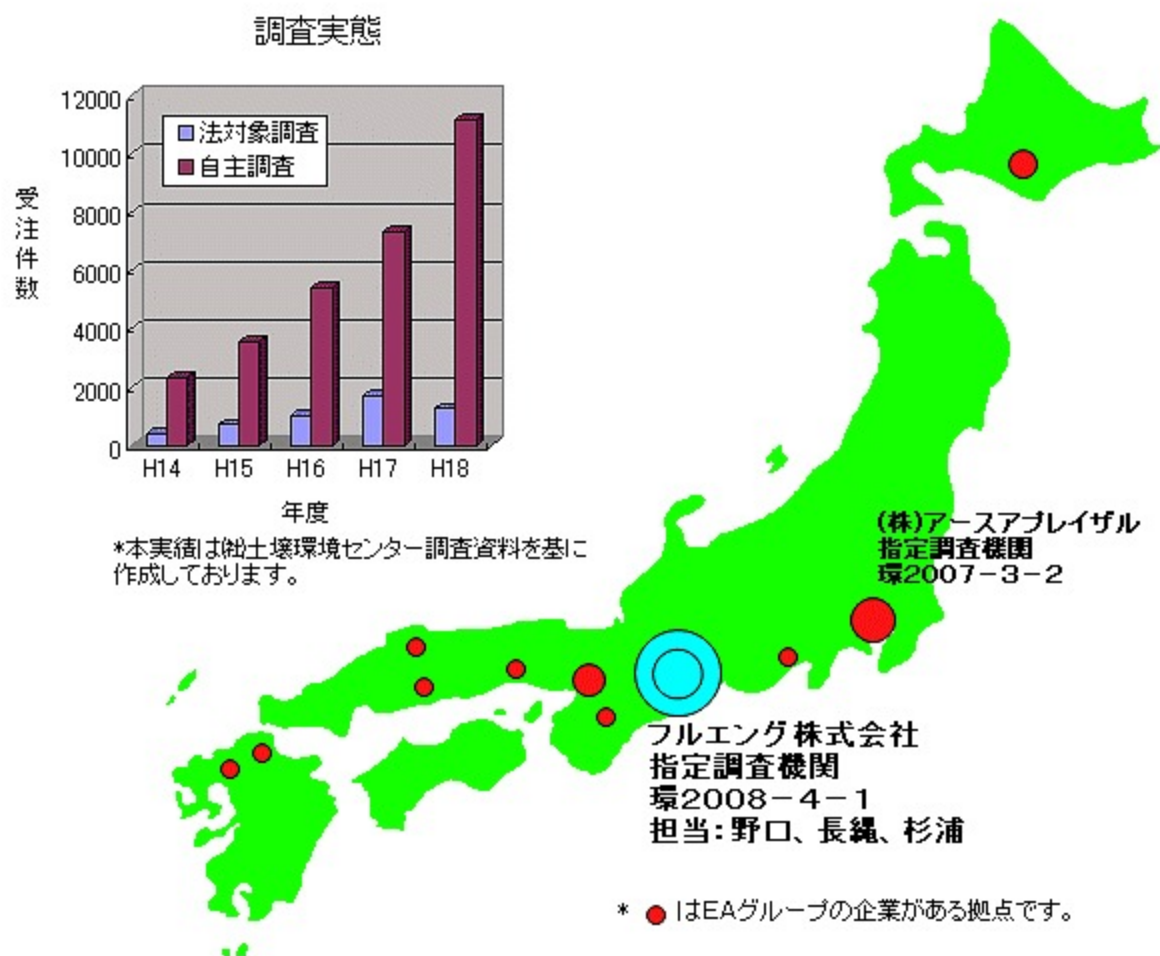 調査実態
12000
10000
8000
6000
4000
2000
0
受注件数
法対象調査
自主調査
H14 H15 H16 H17 H18
年度
*本実績は㈳土壌環境センター調査資料を基に
作成しております。
(株)アースアプレイザル
指定調査機関
環2007－3－2
フルエング株式会社
指定調査機関
環2008－4－1
担当：野口、長縄、杉浦
* はEAグループの企業がある拠点です。